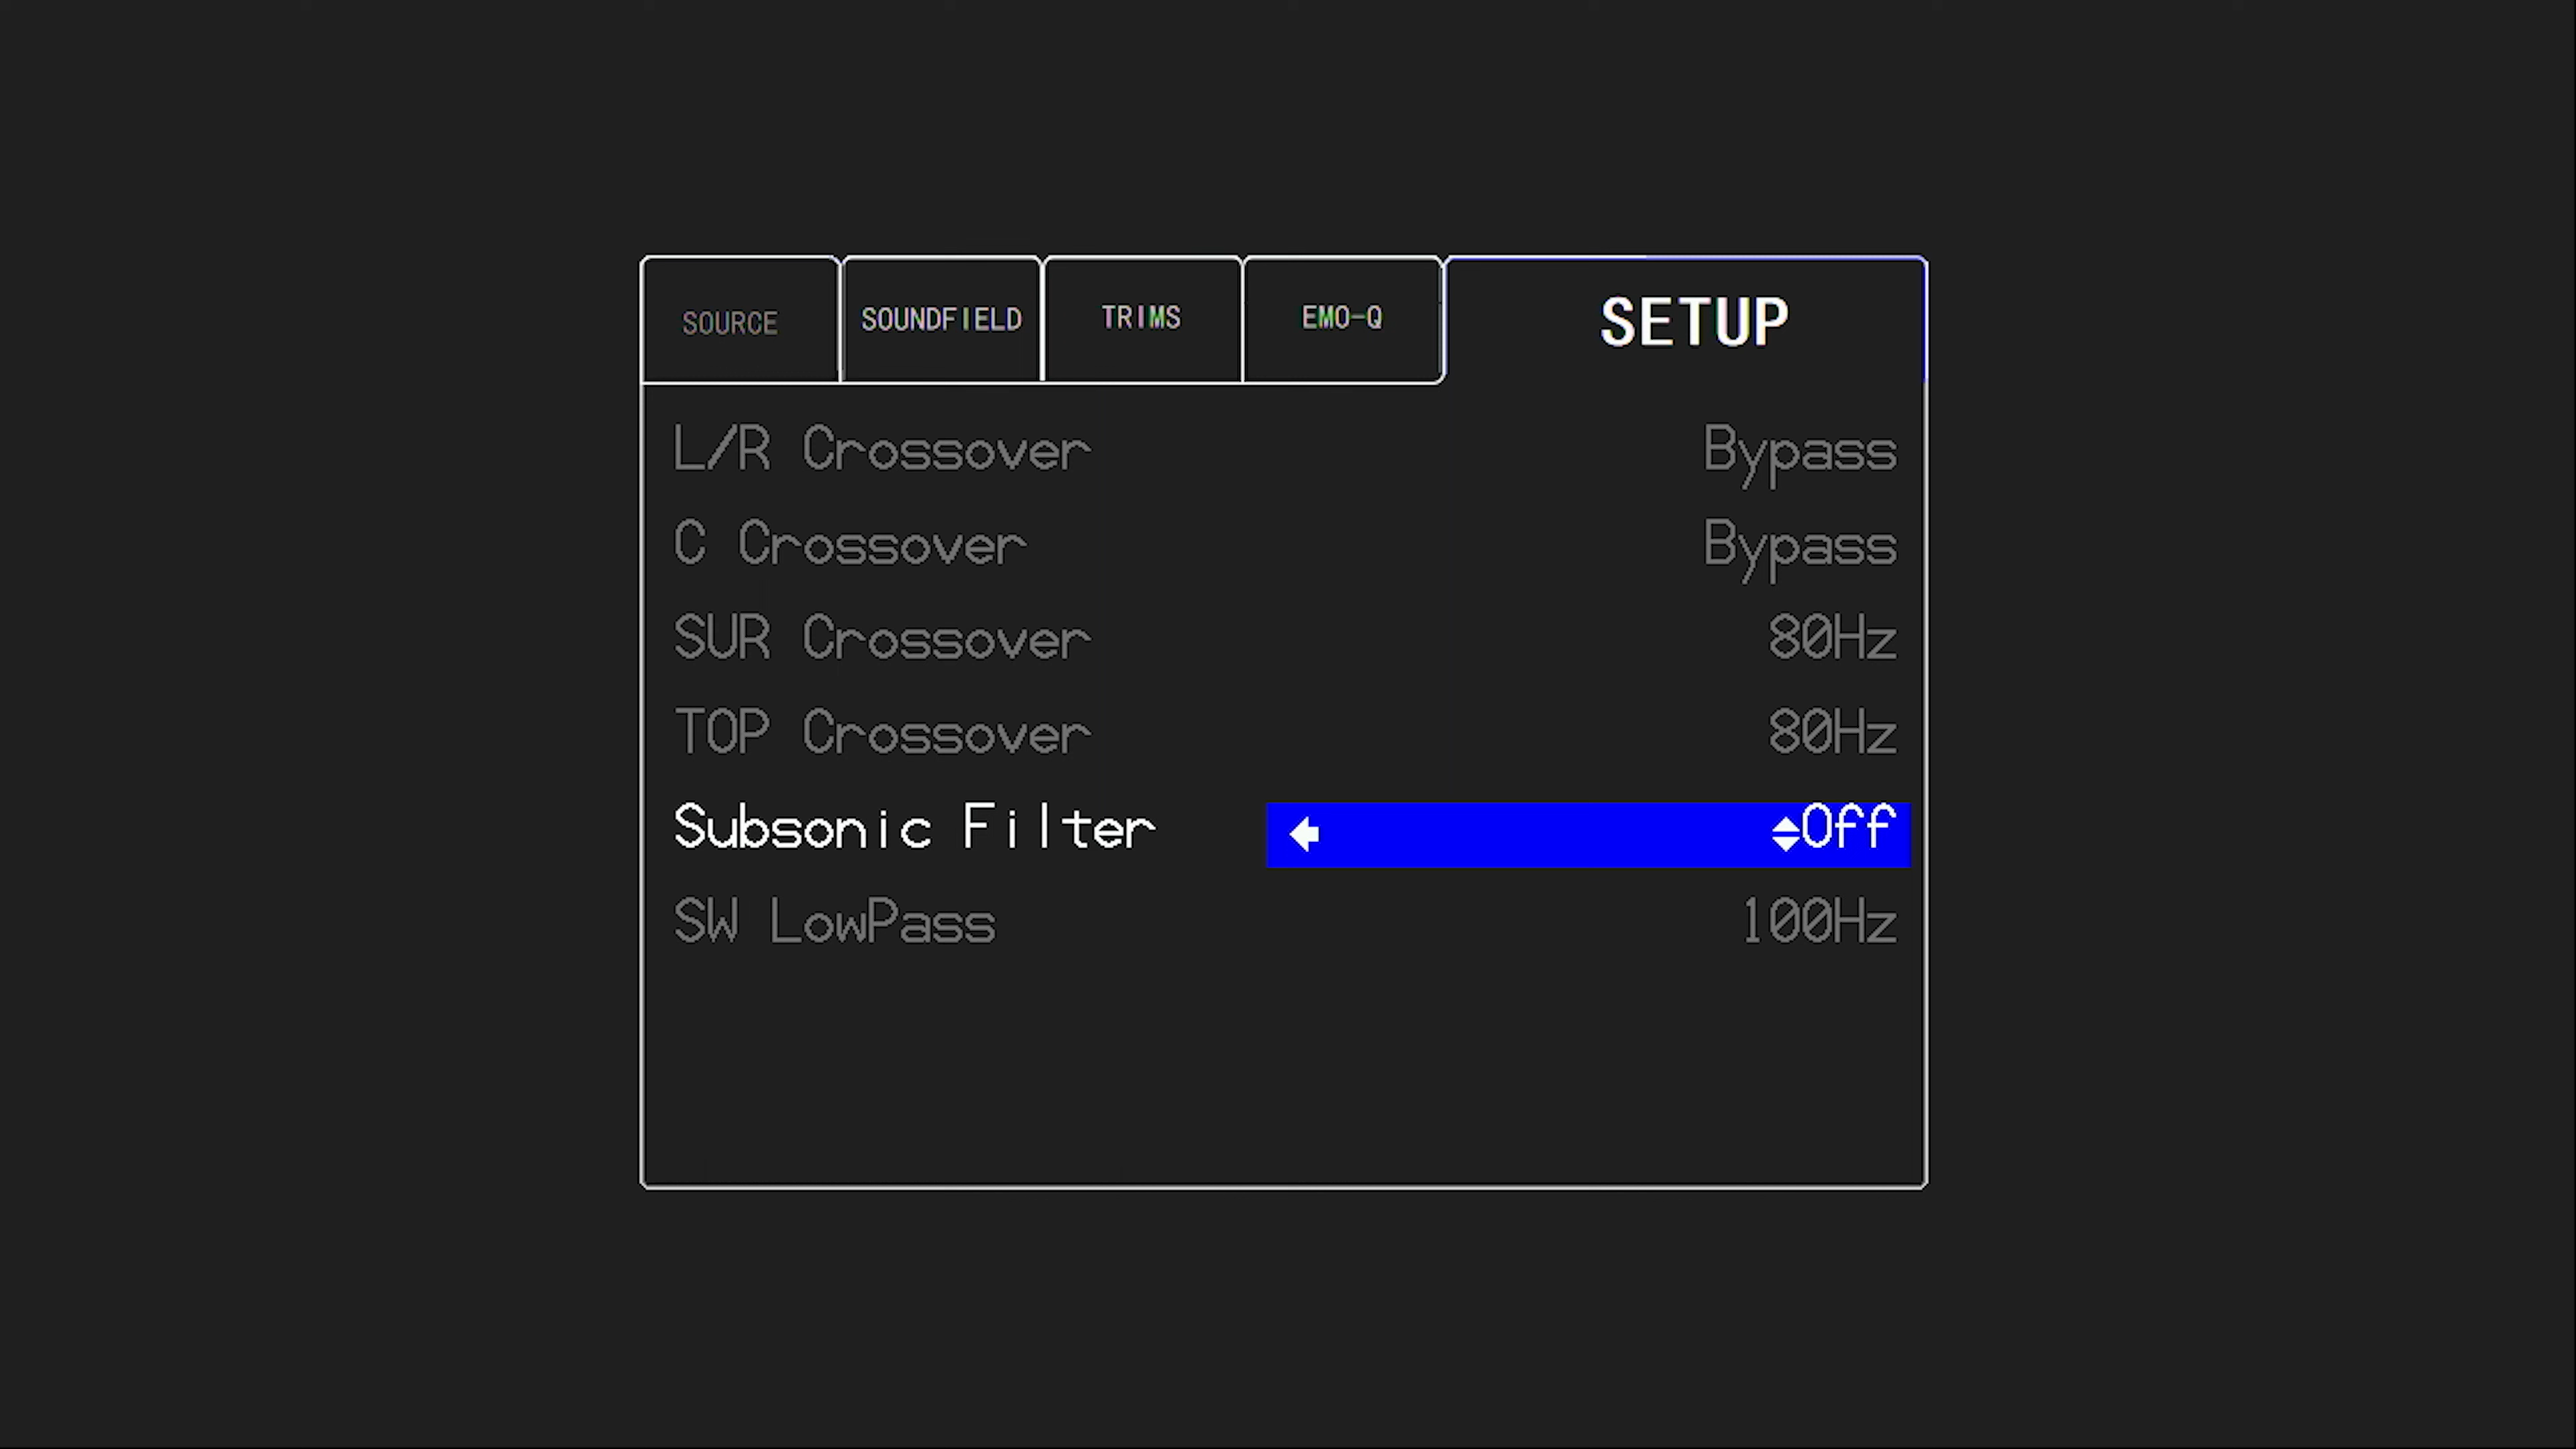 SOURCE SOUNDFIELD TRIMS EMO-Q SETUP
L/R Crossover Bypass
C Crossover Bypass
SUR Crossover 80Hz
TOP Crossover 80Hz
Subsonic Filter Off
SW LowPass 100Hz